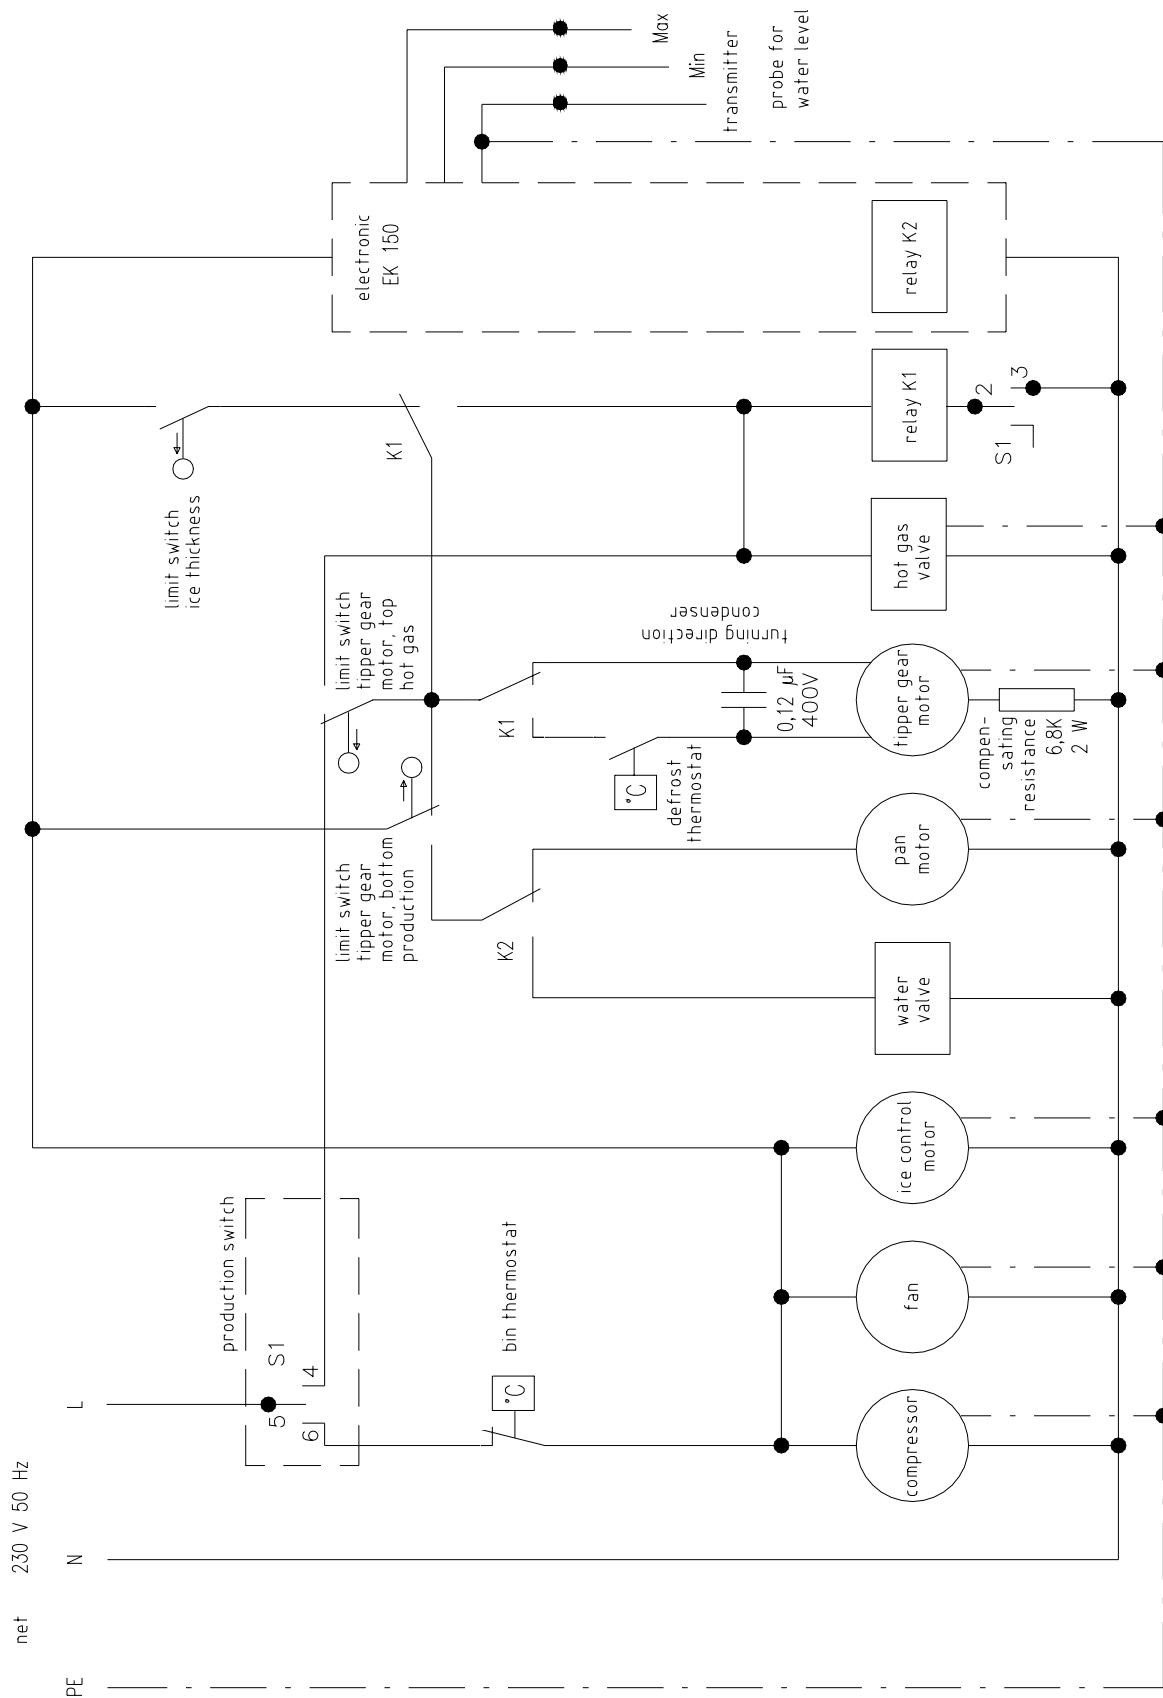 net 230 V 50 Hz
PE
N
L
production switch
S1
5
6
4
bin thermostat
°C
compressor
fan
ice control
motor
water
valve
pan
motor
tipper gear
motor
hot gas
valve
relay K1
relay K2
K2
limit switch
tipper gear
motor, bottom
production
limit switch
tipper gear
motor, top
hot gas
K1
defrost
thermostat
°C
0,12 µF
400V
turning direction
condenser
compen-
sating
resistance
6,8K
2 W
limit switch
ice thickness
K1
S1
2
3
electronic
EK 150
Max
Min
transmitter
probe for
water level